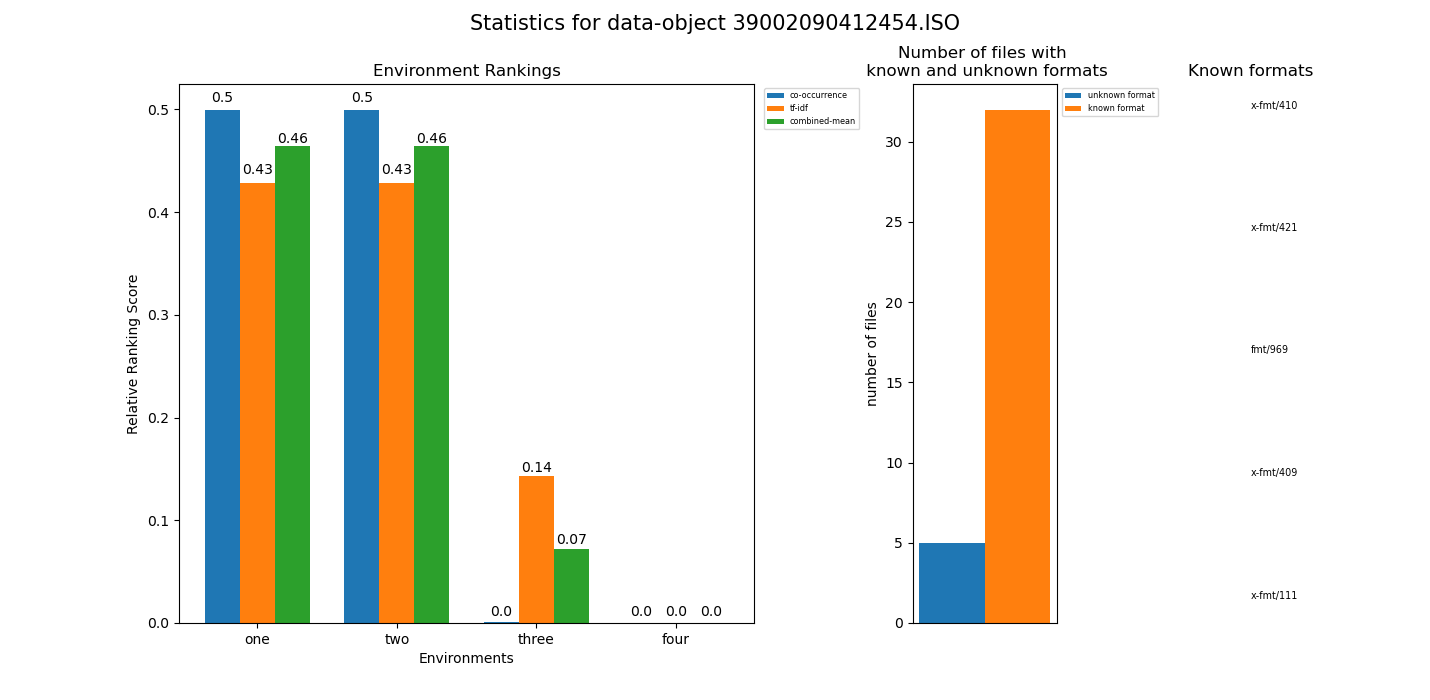 Statistics for data-object 39002090412454.ISO
Environment Rankings
0.5
0.4
0.3
0.2
0.1
0.0
Relative Ranking Score
0.5
0.43
0.46
0.5
0.43
0.46
0.0
0.14
0.07
0.0
0.0
0.0
one
two
three
four
Environments
co-occurrence
tf-idf
combined-mean
Number of files with
known and unknown formats
30
25
20
15
10
5
0
number of files
unknown format
known format
Known formats
x-fmt/410
x-fmt/421
fmt/969
x-fmt/409
x-fmt/111